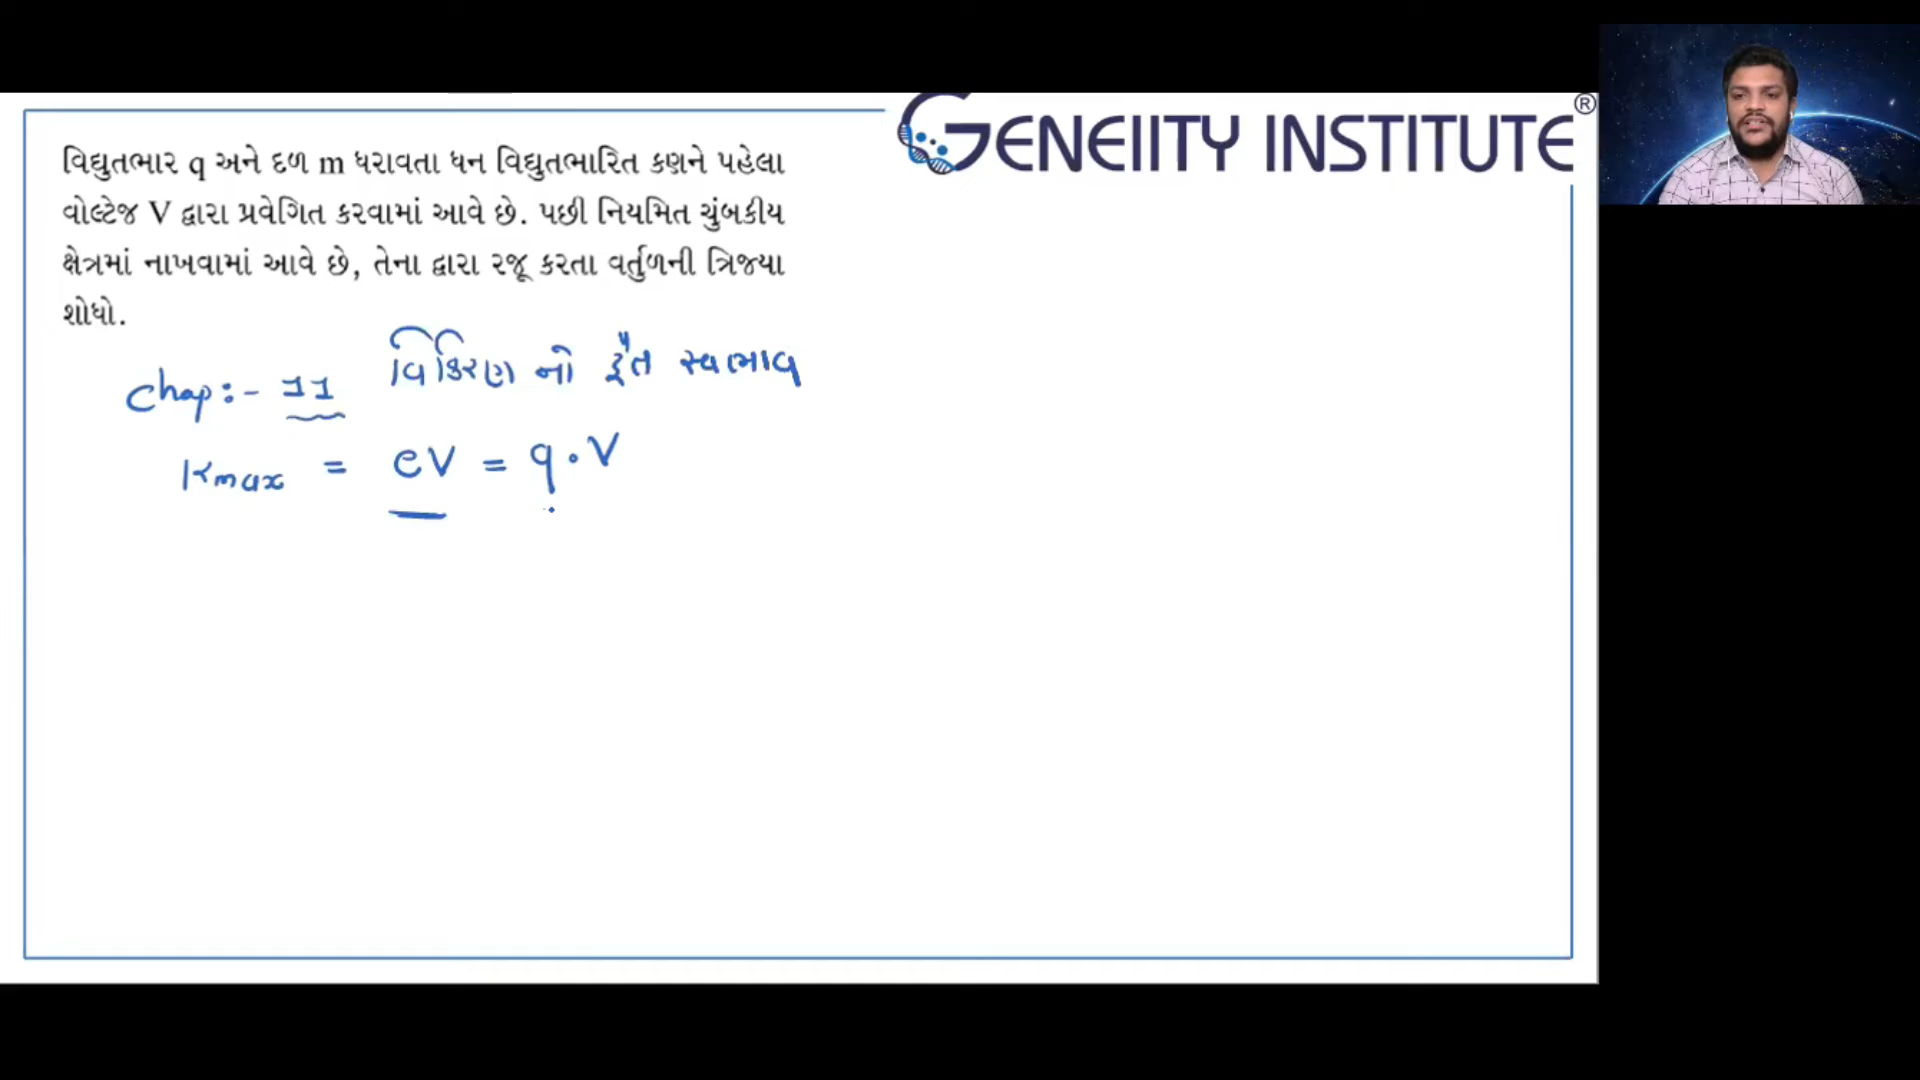 GENEIITY INSTITUTE®
વિદ્યુતભાર q અને દળ m ધરાવતા ધન વિદ્યુતભારિત કણને પહેલા
વોલ્ટેજ V દ્વારા પ્રવેગિત કરવામાં આવે છે. પછી નિયમિત ચુંબકીય
ક્ષેત્રમાં નાખવામાં આવે છે, તેના દ્વારા રજૂ કરતા વર્તુળની ત્રિજ્યા
શોધો.
Chap:- 11 વિકિરણ નો દ્વૈત સ્વભાવ
Kmax = eV = q · V